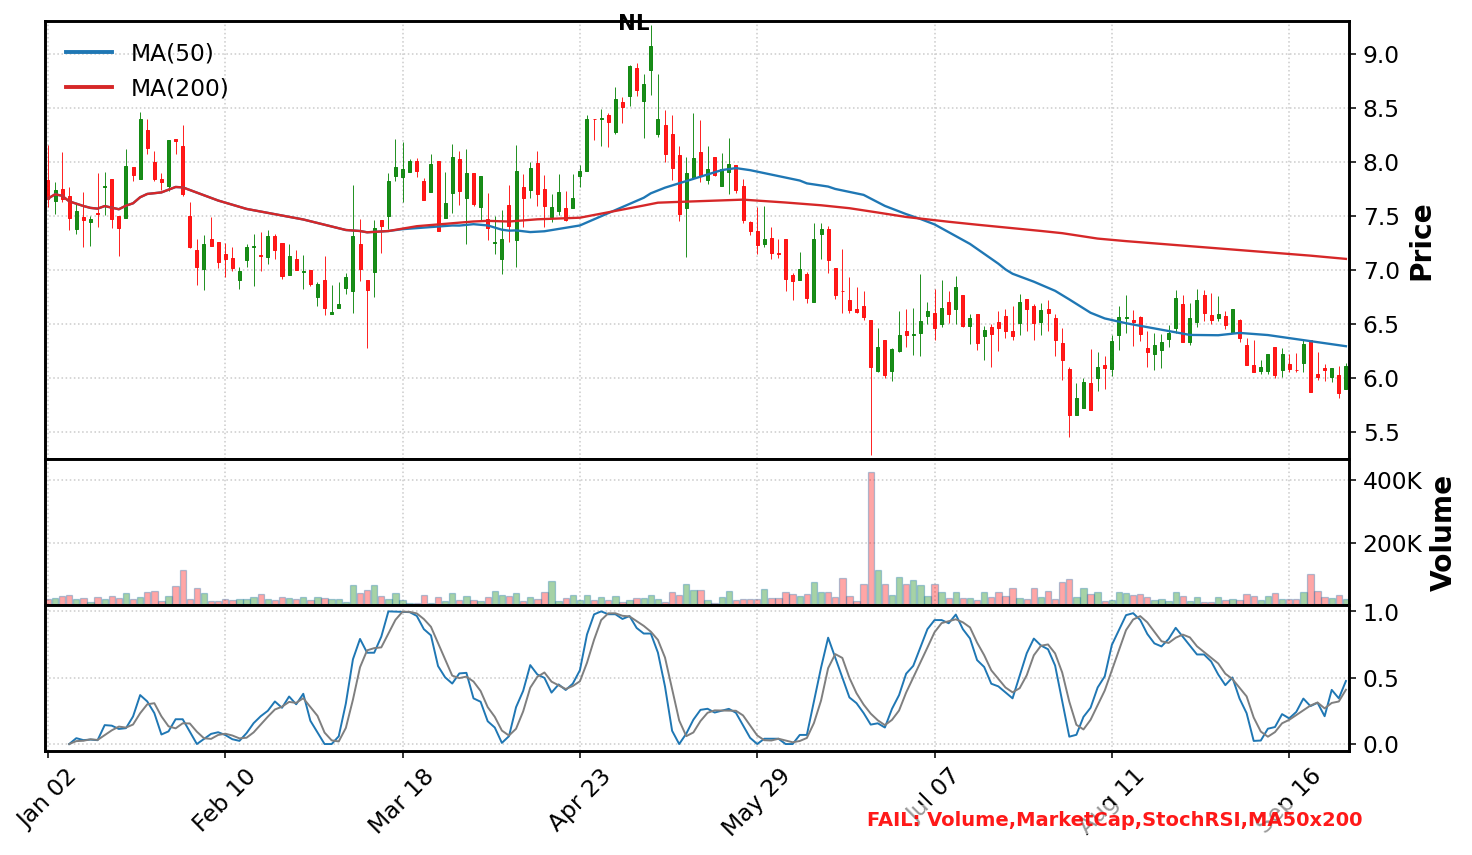 NL
MA(50)
MA(200)
9.0
8.5
8.0
7.5
7.0
6.5
6.0
5.5
Price
400K
200K
Volume
1.0
0.5
0.0
Jan 02
Feb 10
Mar 18
Apr 23
May 29
Jul 07
Aug 11
Sep 16
FAIL: Volume,MarketCap,StochRSI,MA50x200